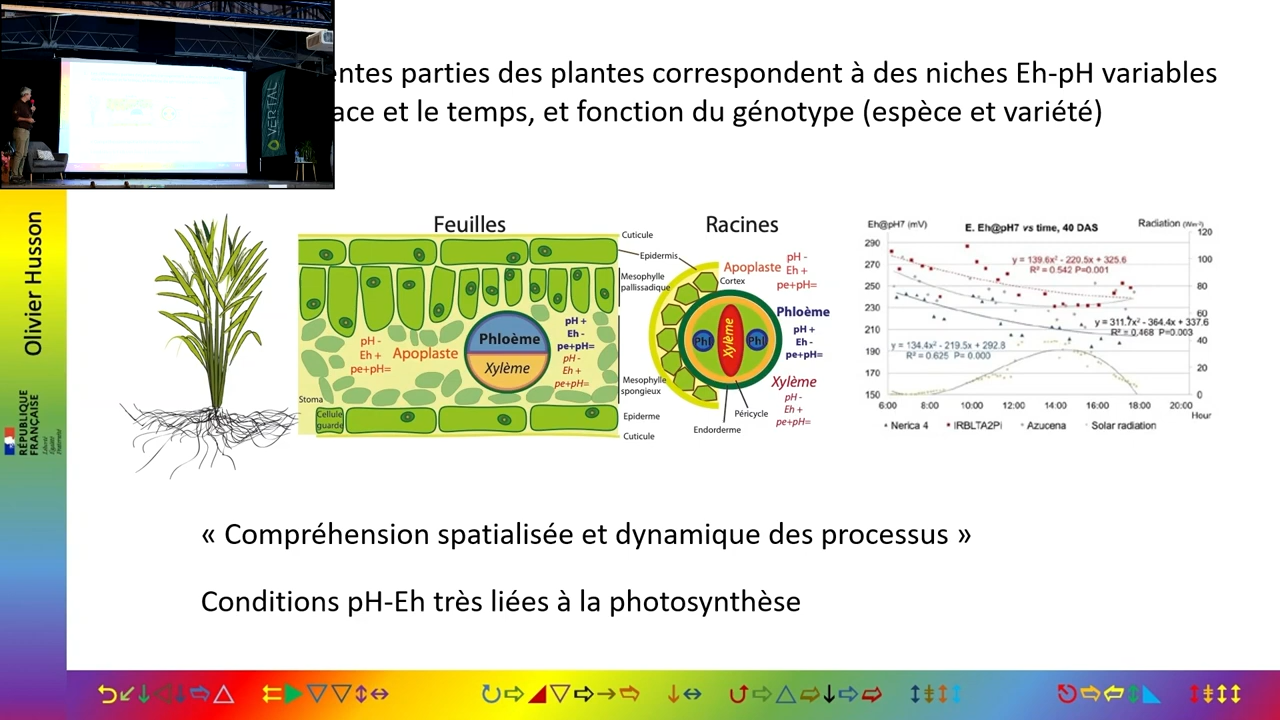 entes parties des plantes correspondent à des niches Eh-pH variables
ace et le temps, et fonction du génotype (espèce et variété)
VERTAL
Olivier Husson
RÉPUBLIQUE
FRANÇAISE
Liberté
Égalité
Fraternité
Feuilles
Cuticule
Epidermis
Mesophylle
pallissadique
pH -
Eh +
pe+pH=
Apoplaste
Phloème
Xylème
pH +
Eh -
pe+pH=
pH -
Eh +
pe+pH=
Stoma
Cellule
guarde
Mesophylle
spongieux
Epiderme
Cuticule
Racines
Apoplaste
pH -
Eh +
pe+pH=
Cortex
Phl
Xylème
Phl
Phloème
pH +
Eh -
pe+pH=
Xylème
pH -
Eh +
pe+pH=
Péricycle
Endorderme
Eh@pH7 (mV)
E. Eh@pH7 vs time, 40 DAS
Radiation (Wm-2)
290
270
250
230
210
190
170
150
120
100
80
60
40
20
0
y = 139.6x² - 220.5x + 325.6
R² = 0.542 P=0.001
y = 311.7x² - 364.4x + 337.6
R² = 0.468 P=0.003
y = 134.4x² - 219.5x + 292.8
R² = 0.625 P= 0.000
6:00 8:00 10:00 12:00 14:00 16:00 18:00 20:00
Hour
Nerica 4 IRBLTA2Pi Azucena Solar radiation
« Compréhension spatialisée et dynamique des processus »
Conditions pH-Eh très liées à la photosynthèse